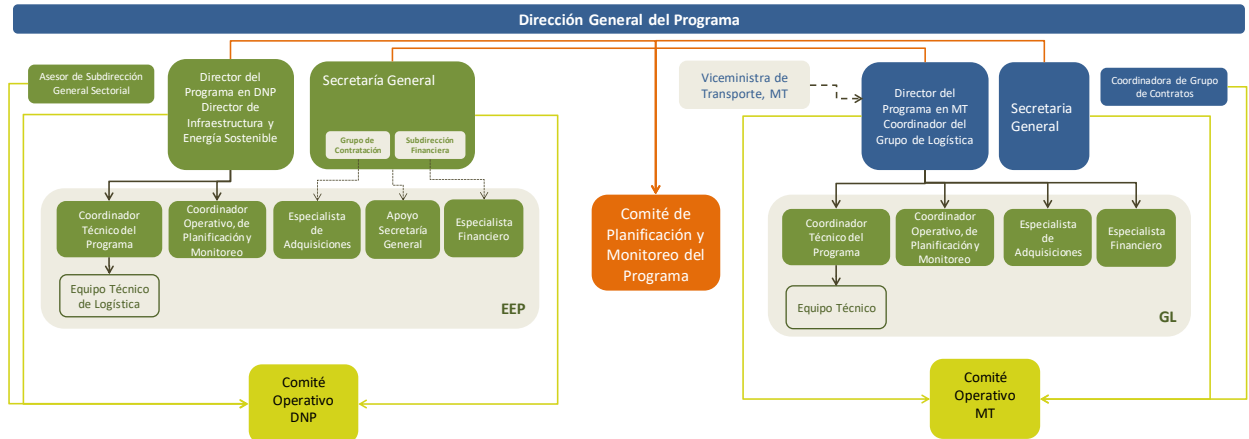 Dirección General del Programa
Asesor de Subdirección
General Sectorial
Director del
Programa en DNP
Director de
Infraestructura y
Energía Sostenible
Secretaría General
Grupo de
Contratación
Subdirección
Financiera
Viceministra de
Transporte, MT
Director del
Programa en MT
Coordinador del
Grupo de Logística
Secretaria
General
Coordinadora de Grupo
de Contratos
Coordinador
Técnico del
Programa
Coordinador
Operativo, de
Planificación y
Monitoreo
Especialista
de
Adquisiciones
Apoyo
Secretaría
General
Especialista
Financiero
Equipo Técnico
de Logística
EEP
Comité de
Planificación y
Monitoreo del
Programa
Coordinador
Técnico del
Programa
Coordinador
Operativo, de
Planificación y
Monitoreo
Especialista
de
Adquisiciones
Especialista
Financiero
Equipo Técnico
GL
Comité
Operativo
DNP
Comité
Operativo
MT